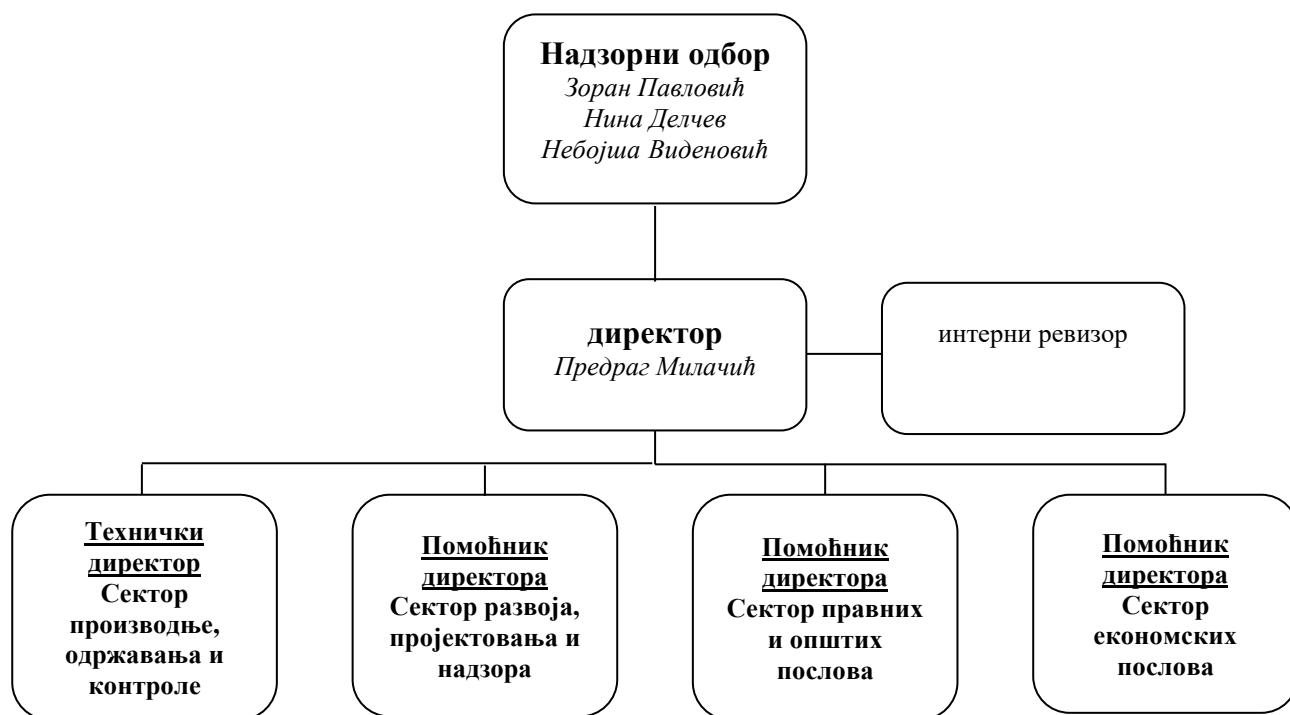 Надзорни одбор
Зоран Павловић
Нина Делчев
Небојша Виденовић
директор
Предраг Милачић
интерни ревизор
Технички
директор
Сектор
производње,
одржавања и
контроле
Помоћник
директора
Сектор развоја,
пројектовања и
надзора
Помоћник
директора
Сектор правних
и општих
послова
Помоћник
директора
Сектор
економских
послова